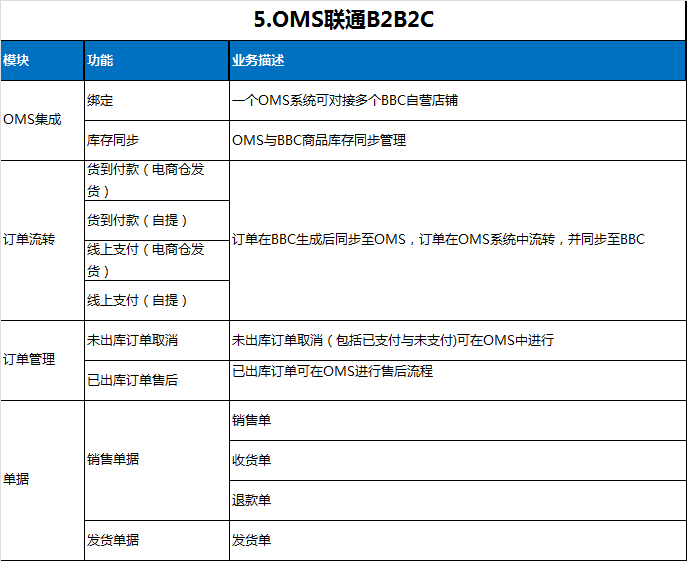 5.OMS联通B2B2C
模块 功能 业务描述
OMS集成
绑定 一个OMS系统可对接多个BBC自营店铺
库存同步 OMS与BBC商品库存同步管理
订单流转
货到付款（电商仓发
货）
货到付款（自提）
线上支付（电商仓发
货）
线上支付（自提）
订单在BBC生成后同步至OMS，订单在OMS系统中流转，并同步至BBC
订单管理
未出库订单取消 未出库订单取消（包括已支付与未支付)可在OMS中进行
已出库订单售后 已出库订单可在OMS进行售后流程
单据
销售单据
销售单
收货单
退款单
发货单据 发货单